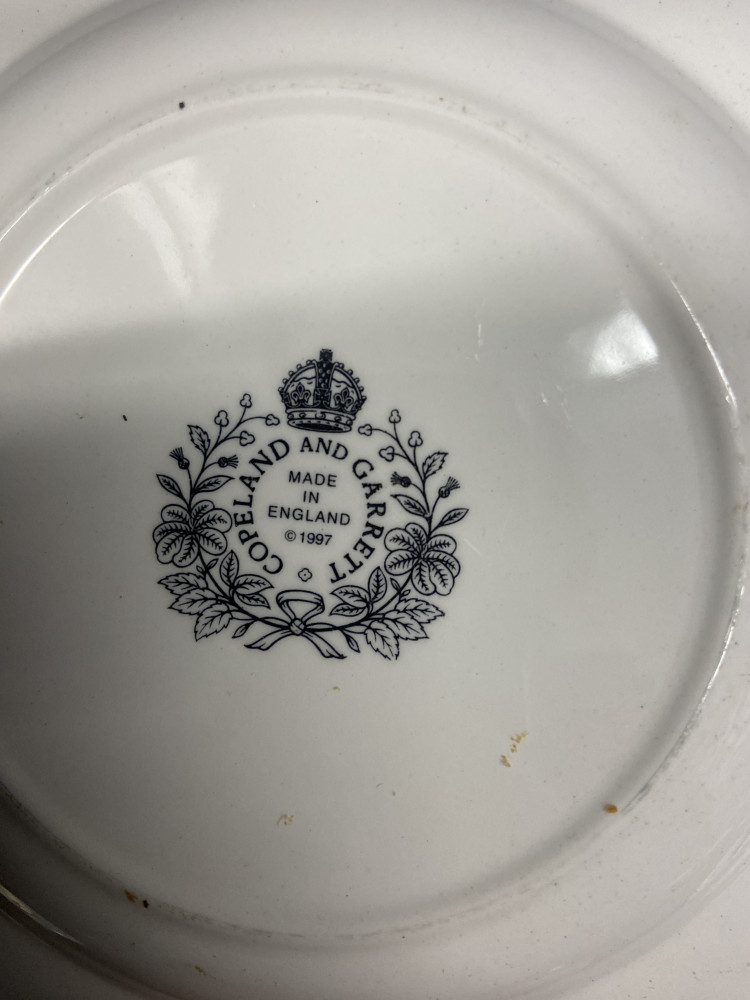 COPELAND AND GARRETT
MADE
IN
ENGLAND
© 1997